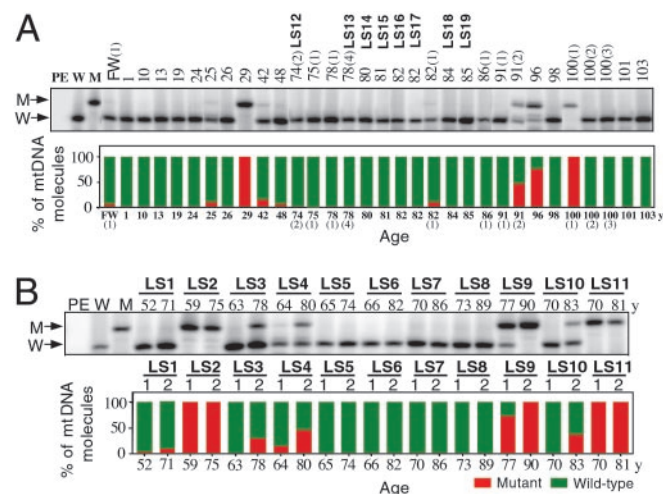 A
LS12 LS13 LS14 LS15 LS16 LS17 LS18 LS19
PE W M FW(1) 1 10 13 19 24 25 26 29 42 48 74(2) 75(1) 78(1) 78(4) 80 81 82 82 82(1) 84 85 86(1) 91(1) 91(2) 96 98 100(1) 100(2) 100(3) 101 103
M
W
% of mtDNA molecules
100
50
0
FW 1 10 13 19 24 25 26 29 42 48 74 75 78 78 80 81 82 82 82 84 85 86 91 91 96 98 100 100 100 101 103 y
(1) (2) (1) (1) (4) (1) (1) (1) (2) (1) (2) (3)
Age
B
LS1 LS2 LS3 LS4 LS5 LS6 LS7 LS8 LS9 LS10 LS11
PE W M 52 71 59 75 63 78 64 80 65 74 66 82 70 86 73 89 77 90 70 83 70 81 y
M
W
LS1 LS2 LS3 LS4 LS5 LS6 LS7 LS8 LS9 LS10 LS11
1 2 1 2 1 2 1 2 1 2 1 2 1 2 1 2 1 2 1 2 1 2
% of mtDNA molecules
100
50
0
52 71 59 75 63 78 64 80 65 74 66 82 70 86 73 89 77 90 70 83 70 81 y
Age
Mutant Wild-type